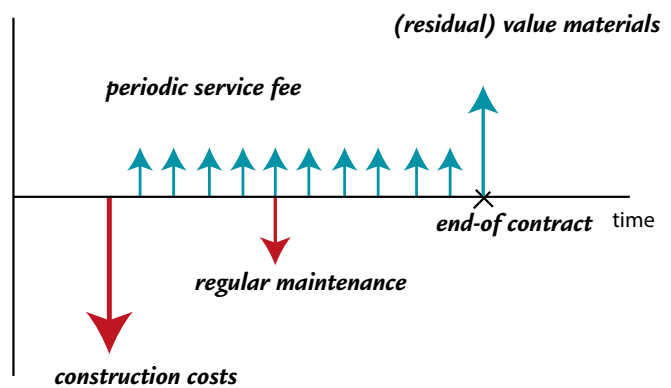 (residual) value materials
periodic service fee
end-of contract
time
regular maintenance
construction costs